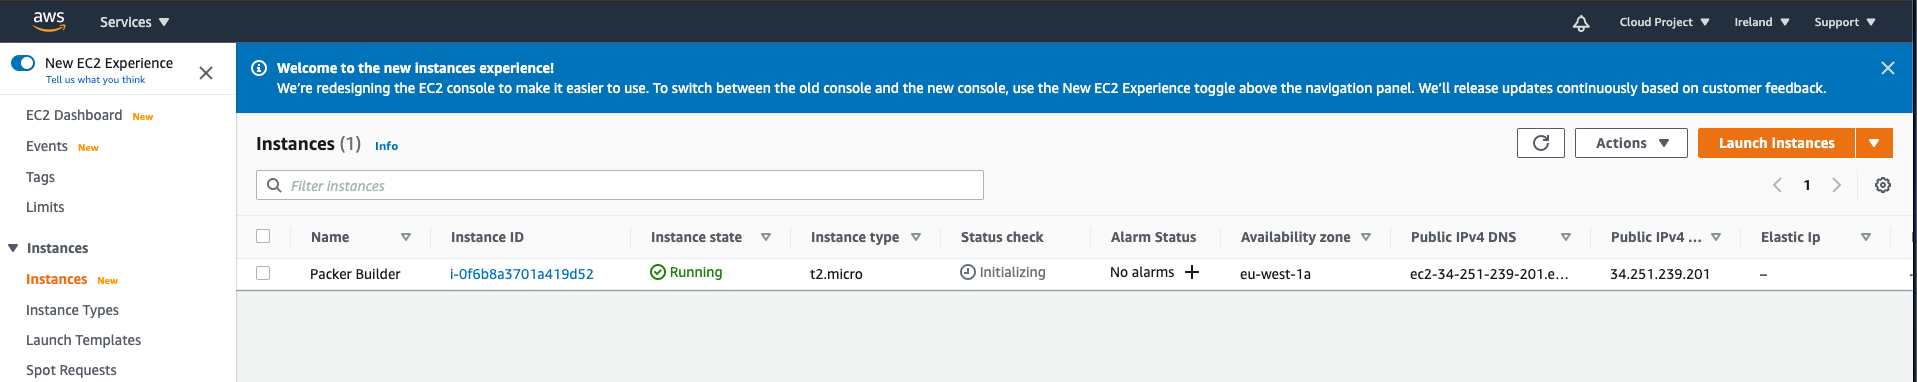 aws
Services
Cloud Project
Ireland
Support
New EC2 Experience
Tell us what you think
EC2 Dashboard New
Events New
Tags
Limits
Instances
Instances New
Instance Types
Launch Templates
Spot Requests
Welcome to the new instances experience!
We're redesigning the EC2 console to make it easier to use. To switch between the old console and the new console, use the New EC2 Experience toggle above the navigation panel. We'll release updates continuously based on customer feedback.
Instances (1) Info
Actions
Launch instances
Filter instances
1
Name Instance ID Instance state Instance type Status check Alarm Status Availability zone Public IPv4 DNS Public IPv4 ... Elastic Ip
Packer Builder i-0f6b8a3701a419d52 Running t2.micro Initializing No alarms + eu-west-1a ec2-34-251-239-201.e... 34.251.239.201 –